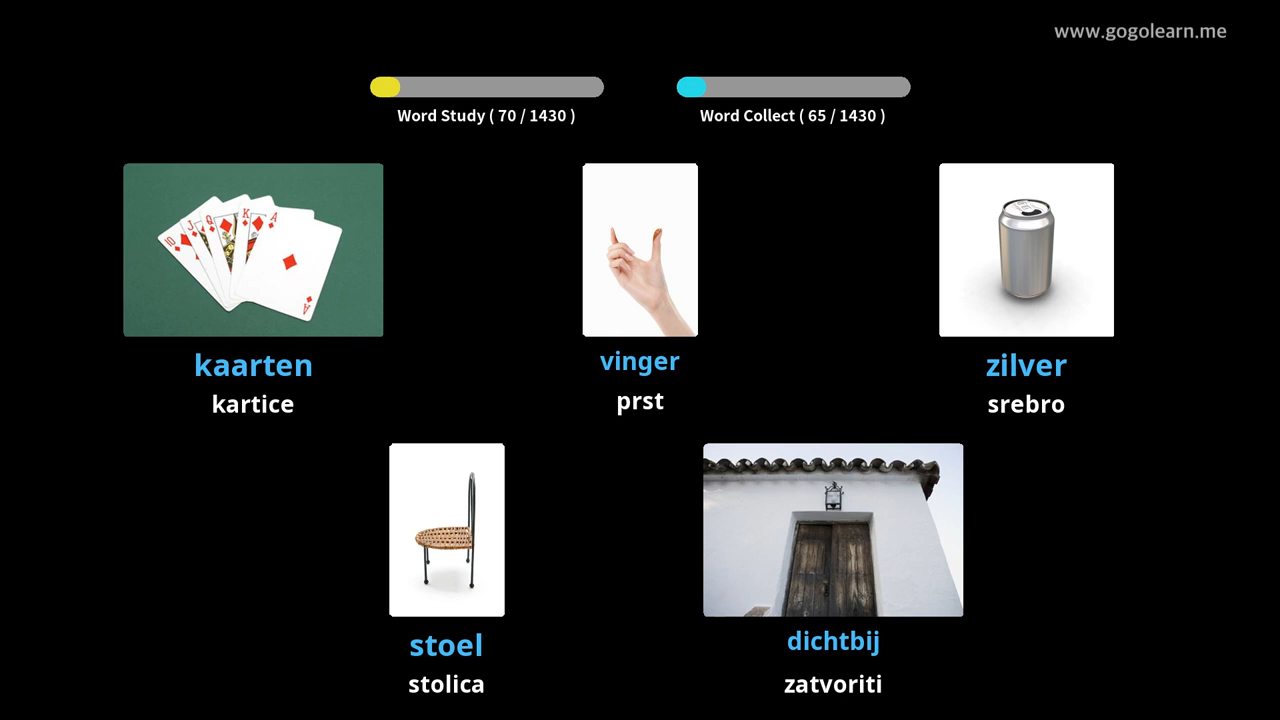 www.gogolearn.me
Word Study ( 70 / 1430 )
Word Collect ( 65 / 1430 )
10 J Q K A
A
kaarten
kartice
vinger
prst
zilver
srebro
stoel
stolica
dichtbij
zatvoriti